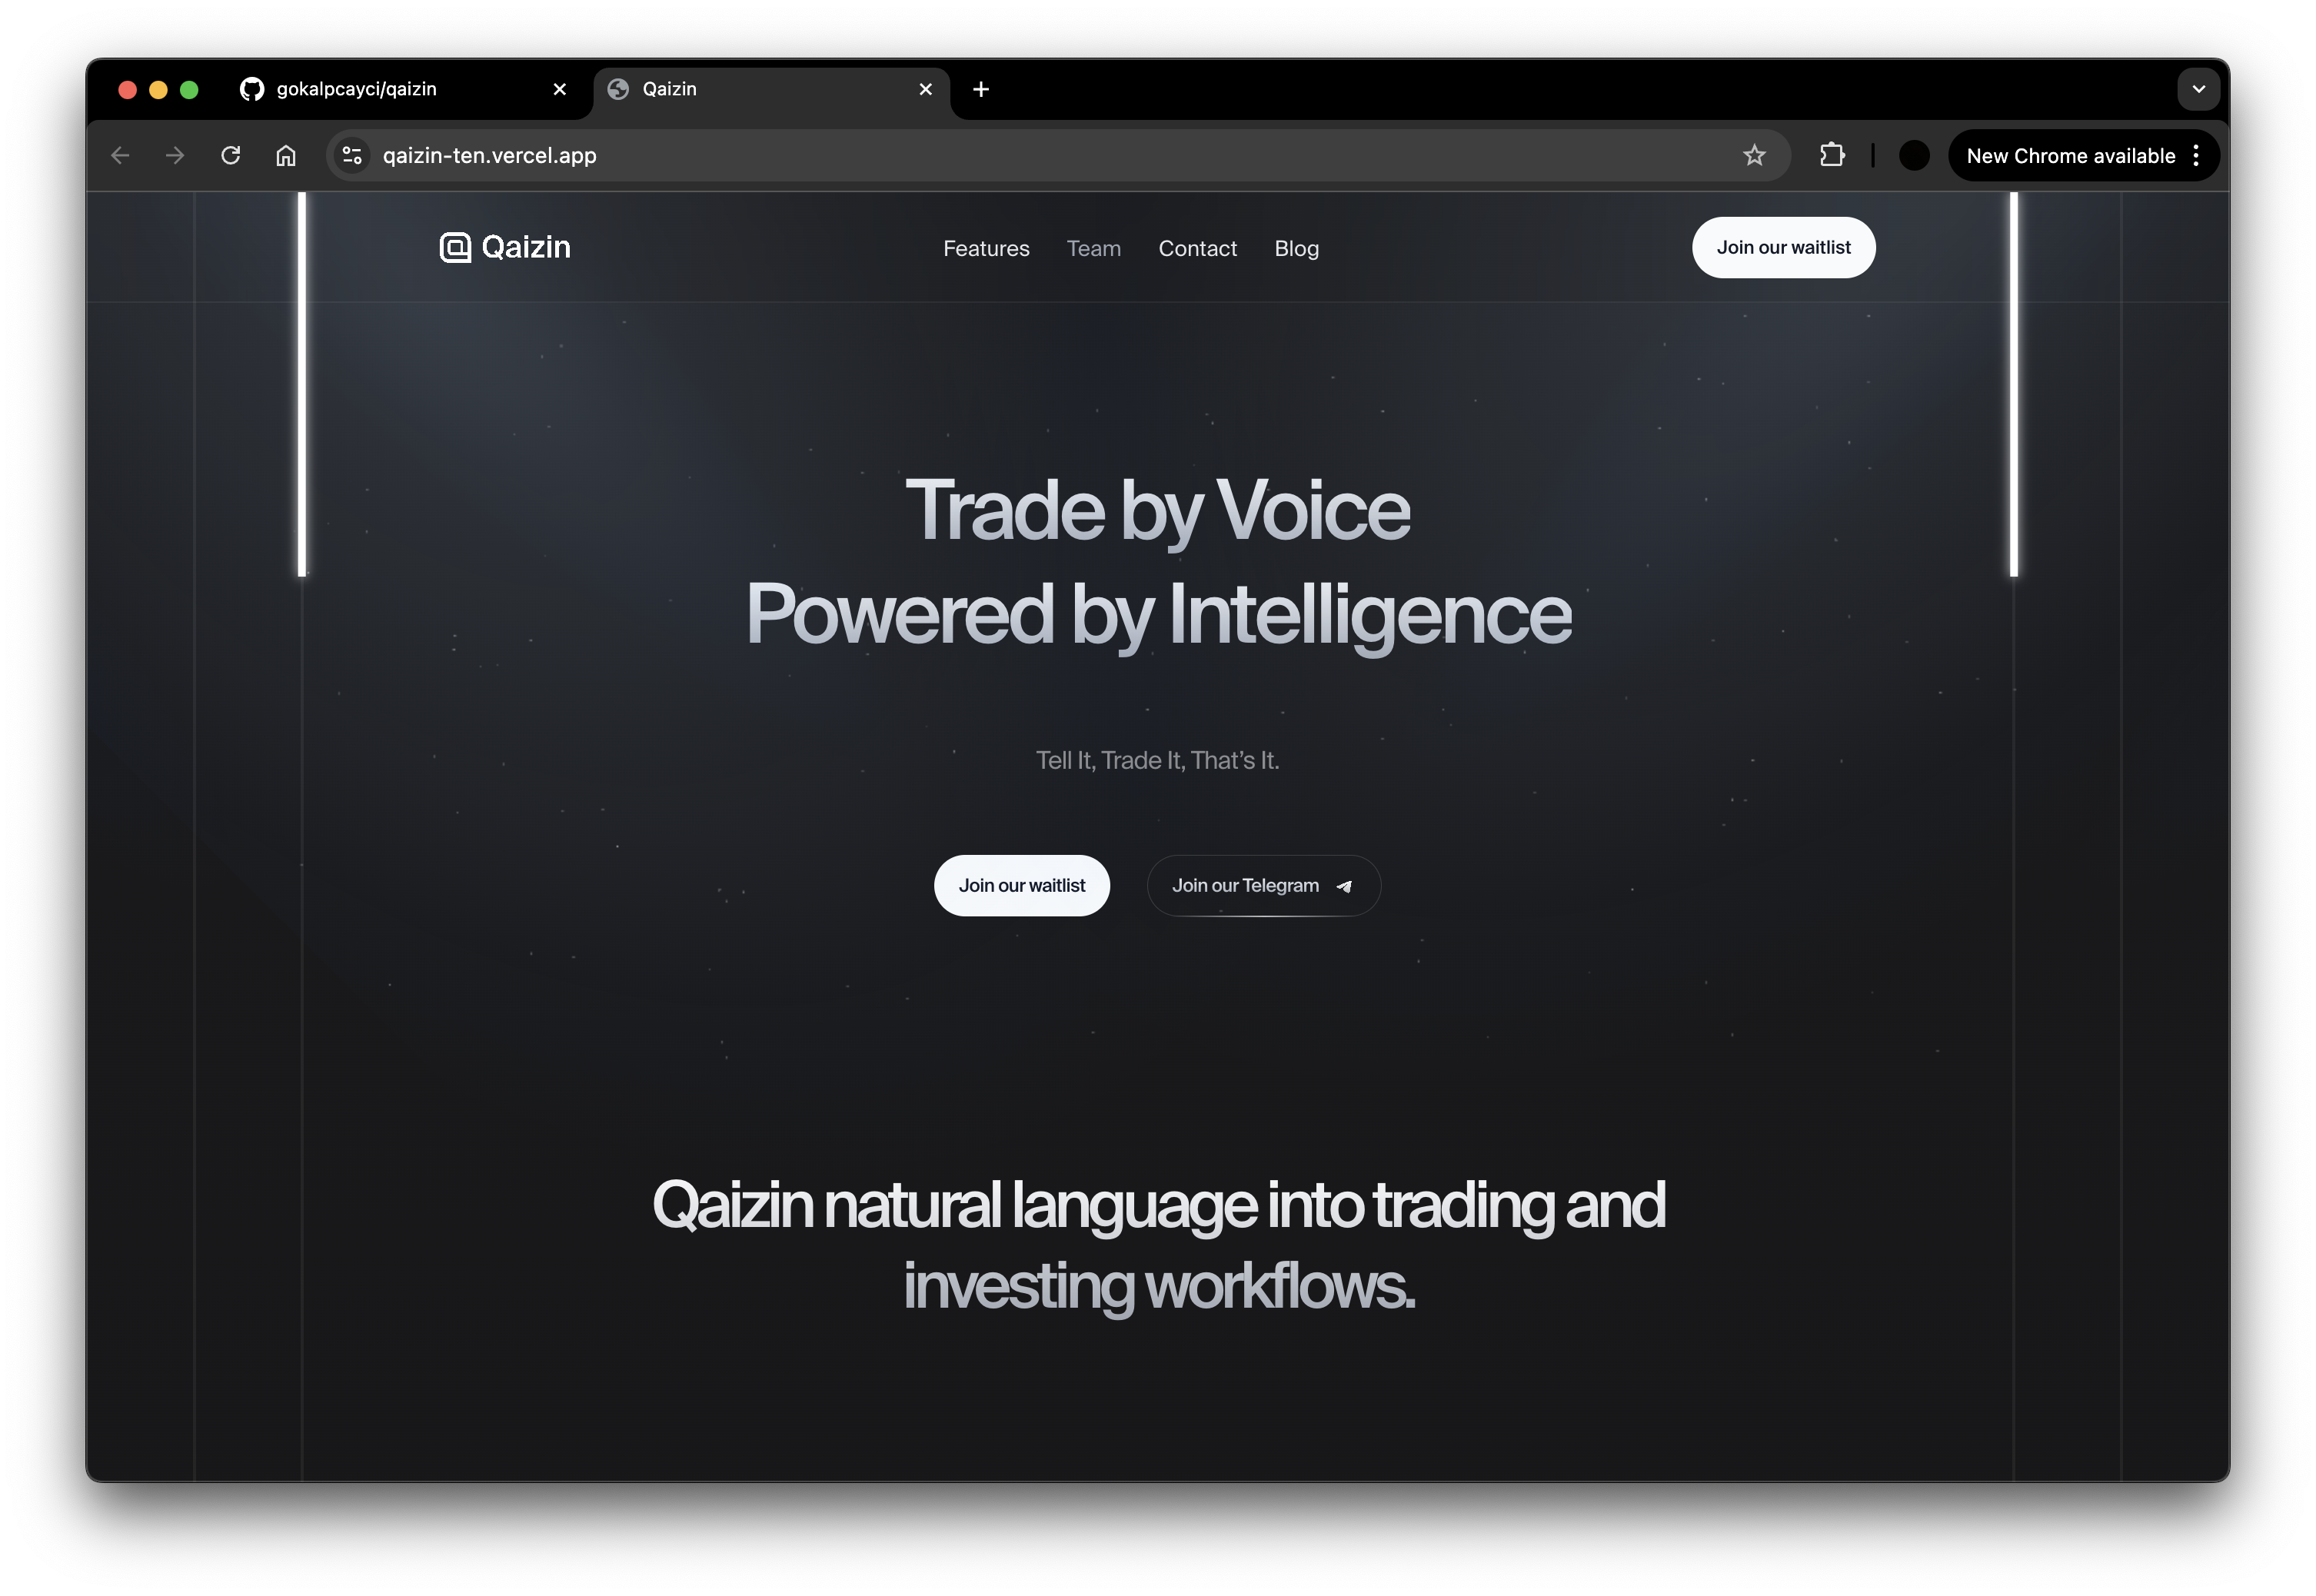 gokalpcayci/qaizin
Qaizin
qaizin-ten.vercel.app
New Chrome available
Qaizin
Features
Team
Contact
Blog
Join our waitlist
Trade by Voice
Powered by Intelligence
Tell It, Trade It, That's It.
Join our waitlist
Join our Telegram
Qaizin natural language into trading and
investing workflows.